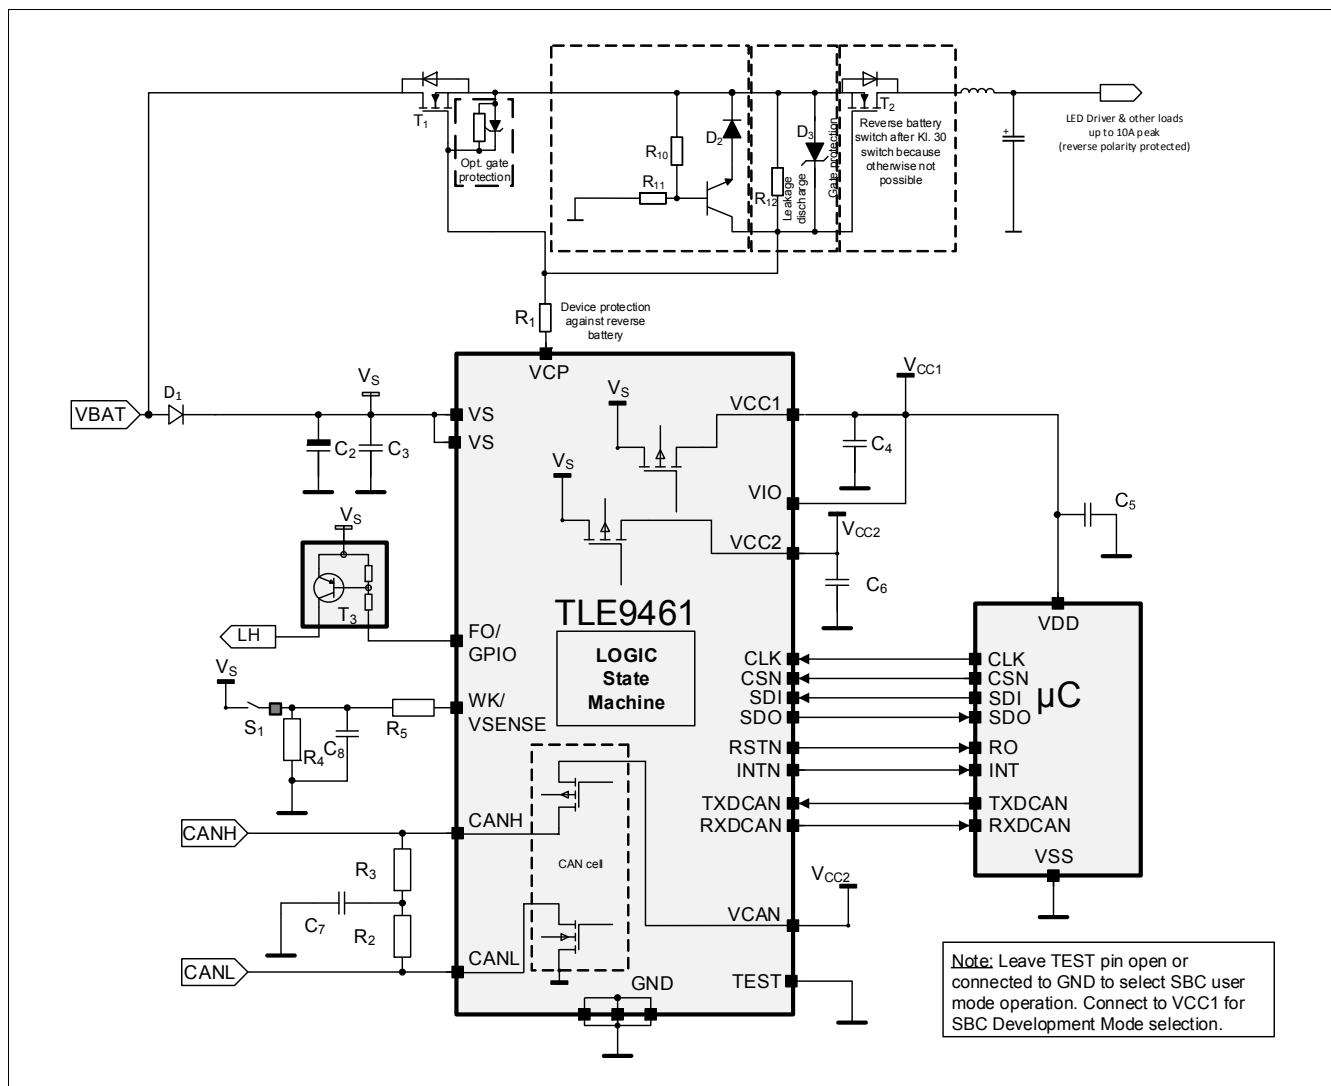 T1
Opt. gate
protection
R10
R11
D2
R12
Leakage
discharge
D3
Gate protection
T2
Reverse battery
switch after Kl. 30
switch because
otherwise not
possible
+
LED Driver & other loads
up to 10A peak
(reverse polarity protected)
R1
Device protection
against reverse
battery
VCP
VBAT
D1
VS
C2
C3
VS
VS
VS
VS
VCC1
VIO
VCC2
VCC1
C4
C5
VCC2
C6
VS
T3
LH
FO/
GPIO
VS
S1
R4
C8
R5
WK/
VSENSE
TLE9461
LOGIC
State
Machine
CLK
CSN
SDI
SDO
RSTN
INTN
TXDCAN
RXDCAN
VDD
CLK
CSN
SDI
SDO
µC
RO
INT
TXDCAN
RXDCAN
VSS
CANH
R3
C7
R2
CANL
CANH
CANL
CAN cell
VCAN
VCC2
TEST
GND
Note: Leave TEST pin open or
connected to GND to select SBC user
mode operation. Connect to VCC1 for
SBC Development Mode selection.